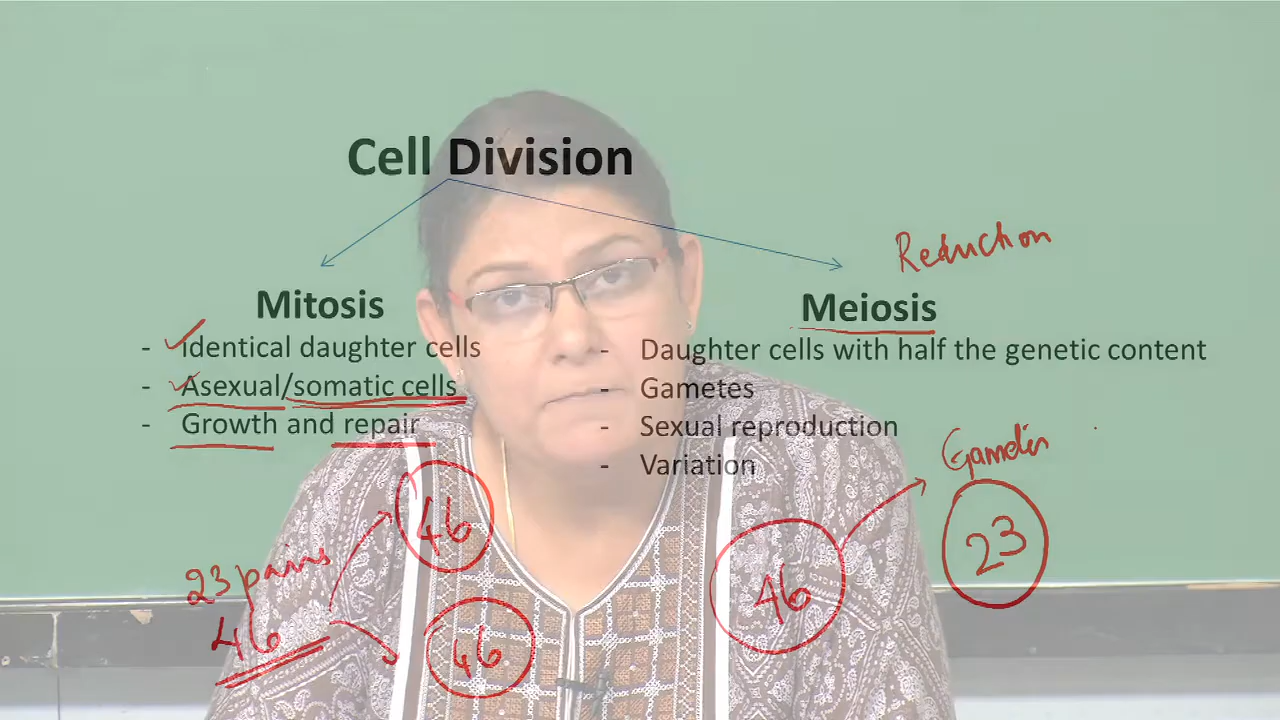 Cell Division
Reduction
Mitosis
- identical daughter cells
- Asexual/somatic cells
- Growth and repair
Meiosis
- Daughter cells with half the genetic content
- Gametes
- Sexual reproduction
- Variation
23 pairs
46
46
46
46
Gametes
23